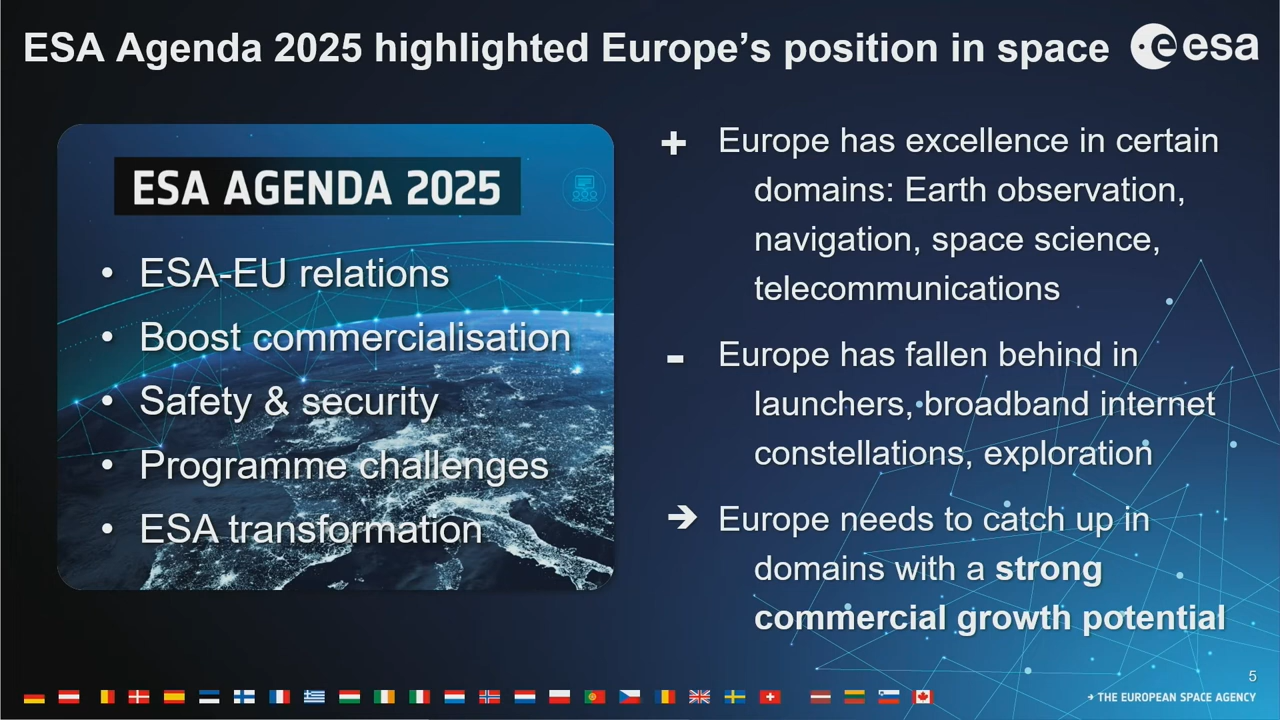 ESA Agenda 2025 highlighted Europe’s position in space
esa
ESA AGENDA 2025
• ESA-EU relations
• Boost commercialisation
• Safety & security
• Programme challenges
• ESA transformation
+ Europe has excellence in certain
domains: Earth observation,
navigation, space science,
telecommunications
- Europe has fallen behind in
launchers, broadband internet
constellations, exploration
➔ Europe needs to catch up in
domains with a strong
commercial growth potential
5
→ THE EUROPEAN SPACE AGENCY